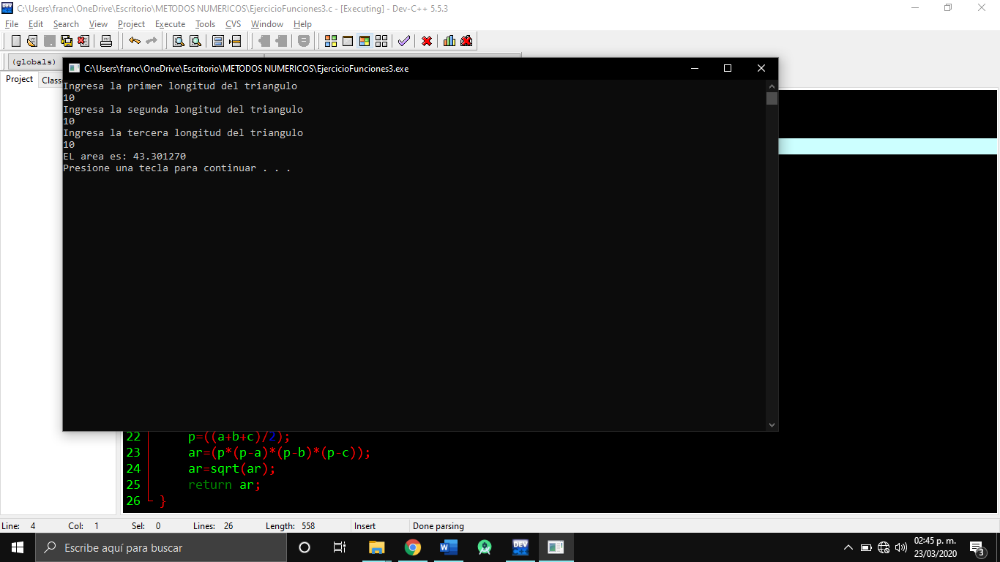 C:\Users\franc\OneDrive\Escritorio\METODOS NUMERICOS\EjercicioFunciones3.c - [Executing] - Dev-C++ 5.5.3
File Edit Search View Project Execute Tools CVS Window Help
(globals)
Project Class
C:\Users\franc\OneDrive\Escritorio\METODOS NUMERICOS\EjercicioFunciones3.exe
Ingresa la primer longitud del triangulo
10
Ingresa la segunda longitud del triangulo
10
Ingresa la tercera longitud del triangulo
10
EL area es: 43.301270
Presione una tecla para continuar . . .
22 p=((a+b+c)/2);
23 ar=(p*(p-a)*(p-b)*(p-c));
24 ar=sqrt(ar);
25 return ar;
26 }
Line: 4 Col: 1 Sel: 0 Lines: 26 Length: 558 Insert Done parsing
Escribe aquí para buscar
DEV C++
02:45 p. m.
23/03/2020
3